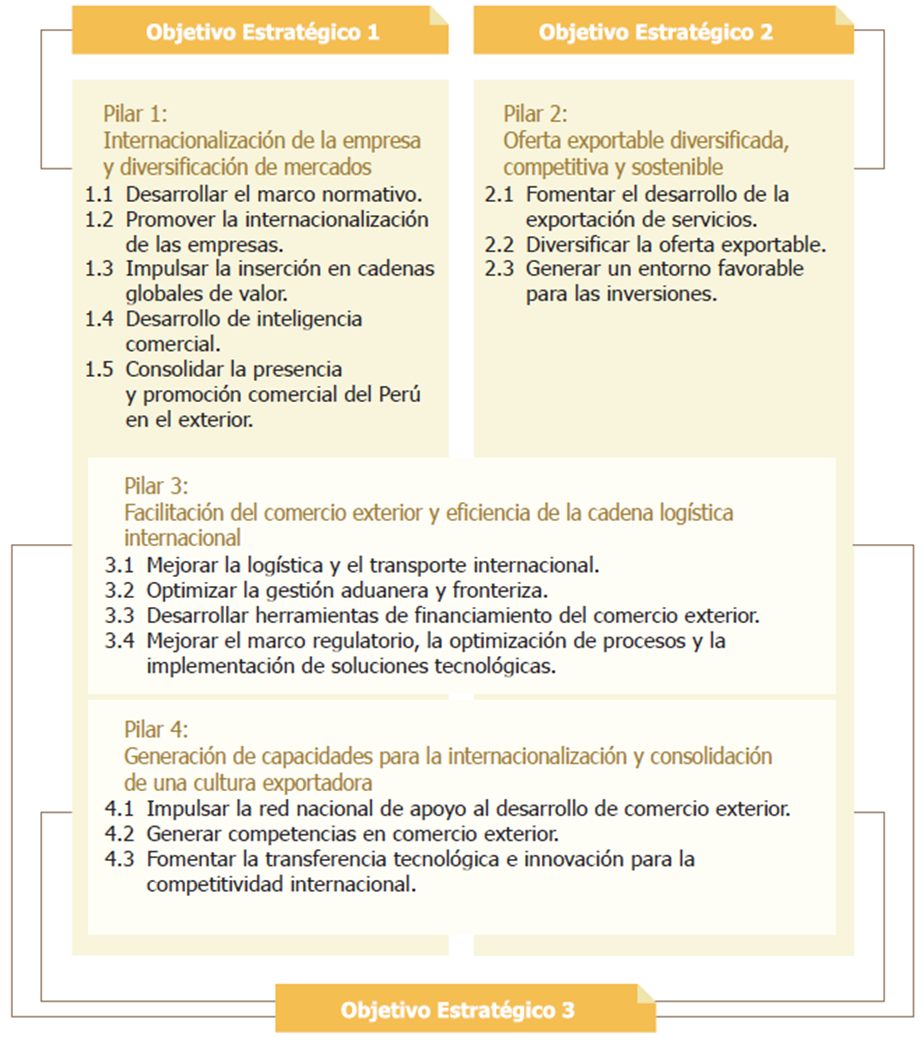 Objetivo Estratégico 1
Objetivo Estratégico 2
Pilar 1:
Internacionalización de la empresa
y diversificación de mercados
1.1 Desarrollar el marco normativo.
1.2 Promover la internacionalización
de las empresas.
1.3 Impulsar la inserción en cadenas
globales de valor.
1.4 Desarrollo de inteligencia
comercial.
1.5 Consolidar la presencia
y promoción comercial del Perú
en el exterior.
Pilar 2:
Oferta exportable diversificada,
competitiva y sostenible
2.1 Fomentar el desarrollo de la
exportación de servicios.
2.2 Diversificar la oferta exportable.
2.3 Generar un entorno favorable
para las inversiones.
Pilar 3:
Facilitación del comercio exterior y eficiencia de la cadena logística
internacional
3.1 Mejorar la logística y el transporte internacional.
3.2 Optimizar la gestión aduanera y fronteriza.
3.3 Desarrollar herramientas de financiamiento del comercio exterior.
3.4 Mejorar el marco regulatorio, la optimización de procesos y la
implementación de soluciones tecnológicas.
Pilar 4:
Generación de capacidades para la internacionalización y consolidación
de una cultura exportadora
4.1 Impulsar la red nacional de apoyo al desarrollo de comercio exterior.
4.2 Generar competencias en comercio exterior.
4.3 Fomentar la transferencia tecnológica e innovación para la
competitividad internacional.
Objetivo Estratégico 3